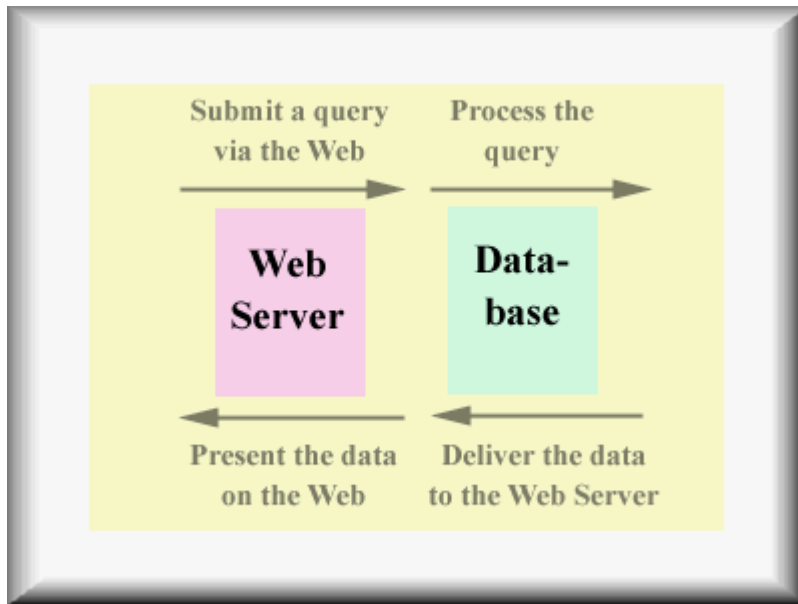 Submit a query
via the Web
Process the
query
Web
Server
Data-
base
Present the data
on the Web
Deliver the data
to the Web Server